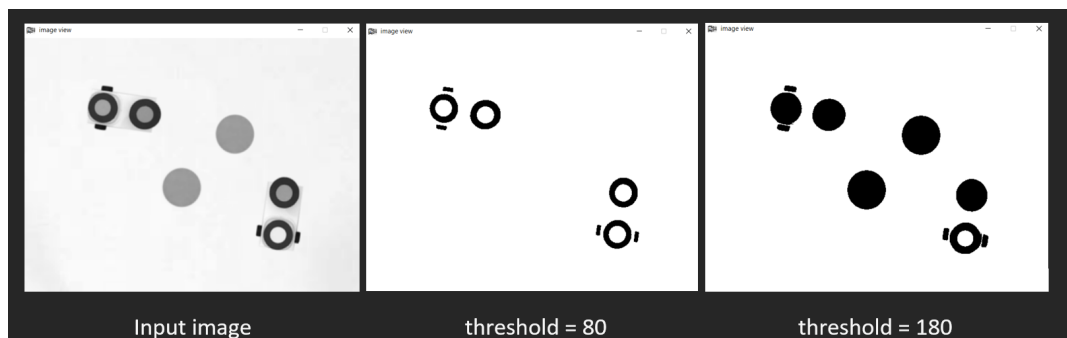 image view
image view
image view
Input image
threshold = 80
threshold = 180